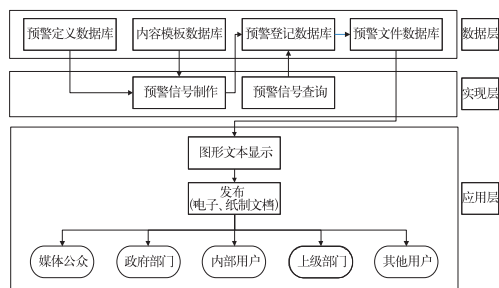 预警定义数据库
内容模板数据库
预警登记数据库
预警文件数据库
数据层
预警信号制作
预警信号查询
实现层
图形文本显示
发布
(电子、纸制文档)
应用层
媒体公众
政府部门
内部用户
上级部门
其他用户